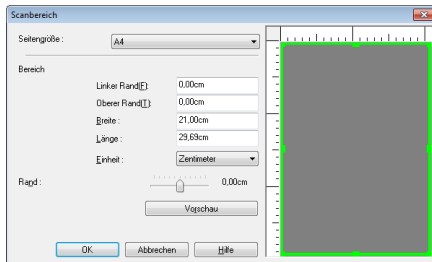 Scanbereich
Seitengröße :
A4
Bereich
Linker Rand(F):
0,00cm
Oberer Rand(T):
0,00cm
Breite :
21,00cm
Länge :
29,69cm
Einheit :
Zentimeter
Rand :
0,00cm
Vorschau
OK
Abbrechen
Hilfe